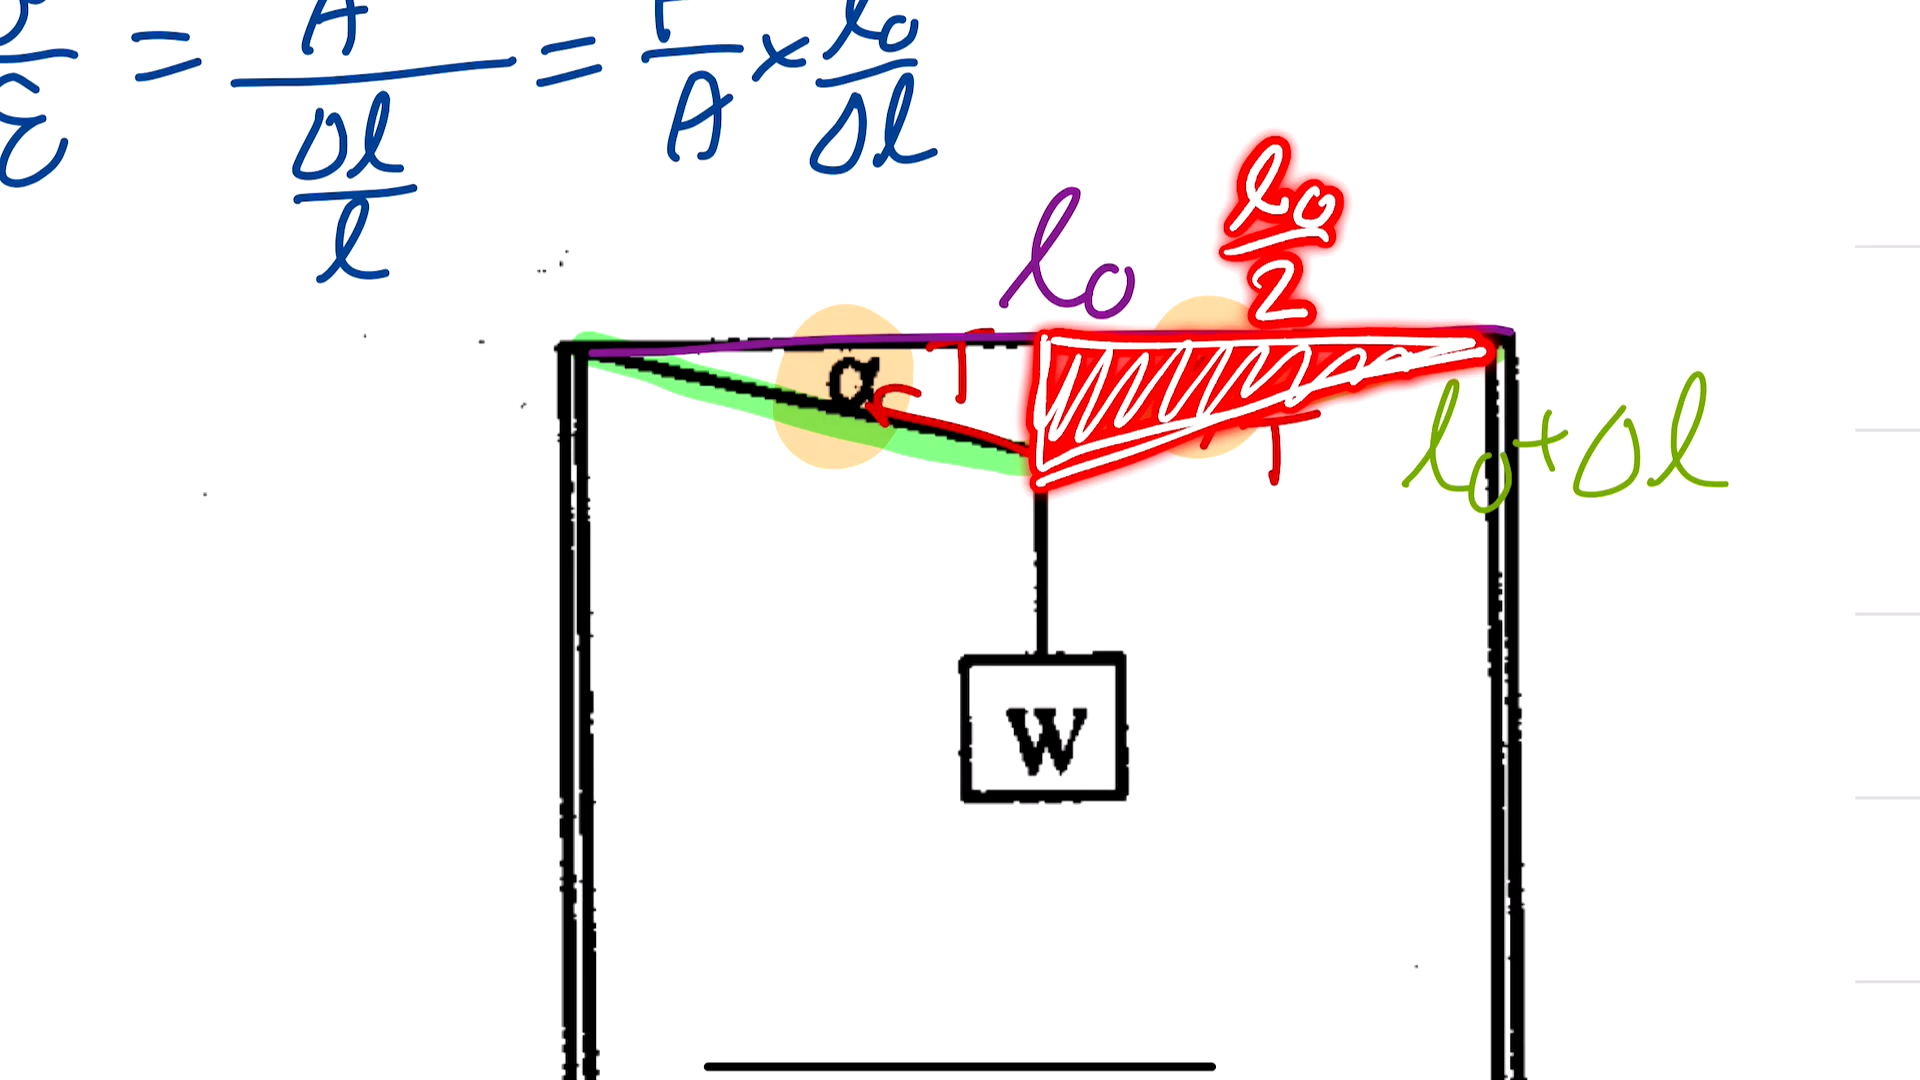 σ/ε = A/(Δl/l) = F/A × l₀/Δl
l₀/2
l₀
α T
T l₀+Δl
W